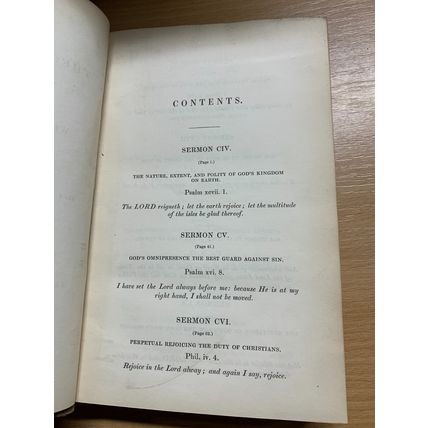 CONTENTS.
SERMON CIV.
(Page 1.)
THE NATURE, EXTENT, AND POLITY OF GOD'S KINGDOM
ON EARTH.
Psalm xcvii. 1.
The LORD reigneth; let the earth rejoice; let the multitude
of the isles be glad thereof.
SERMON CV.
GOD'S OMNIPRESENCE THE BEST GUARD AGAINST SIN.
Psalm xvi. 8.
I have set the Lord always before me: because He is at my
right hand, I shall not be moved.
SERMON CVI.
PERPETUAL REJOICING THE DUTY OF CHRISTIANS.
Phil. iv. 4.
Rejoice in the Lord alway; and again I say, rejoice.